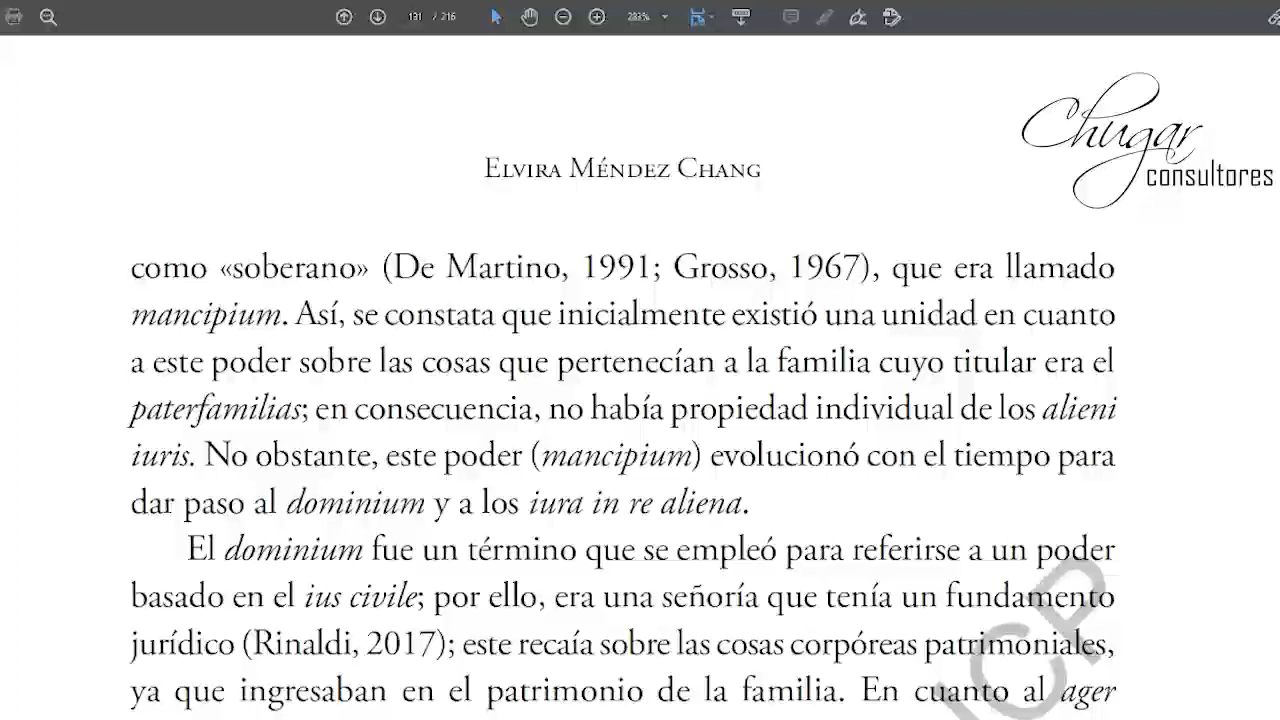 131 / 216
283%
Chugar
consultores
Elvira Méndez Chang
como «soberano» (De Martino, 1991; Grosso, 1967), que era llamado
mancipium. Así, se constata que inicialmente existió una unidad en cuanto
a este poder sobre las cosas que pertenecían a la familia cuyo titular era el
paterfamilias; en consecuencia, no había propiedad individual de los alieni
iuris. No obstante, este poder (mancipium) evolucionó con el tiempo para
dar paso al dominium y a los iura in re aliena.
El dominium fue un término que se empleó para referirse a un poder
basado en el ius civile; por ello, era una señoría que tenía un fundamento
jurídico (Rinaldi, 2017); este recaía sobre las cosas corpóreas patrimoniales,
ya que ingresaban en el patrimonio de la familia. En cuanto al ager